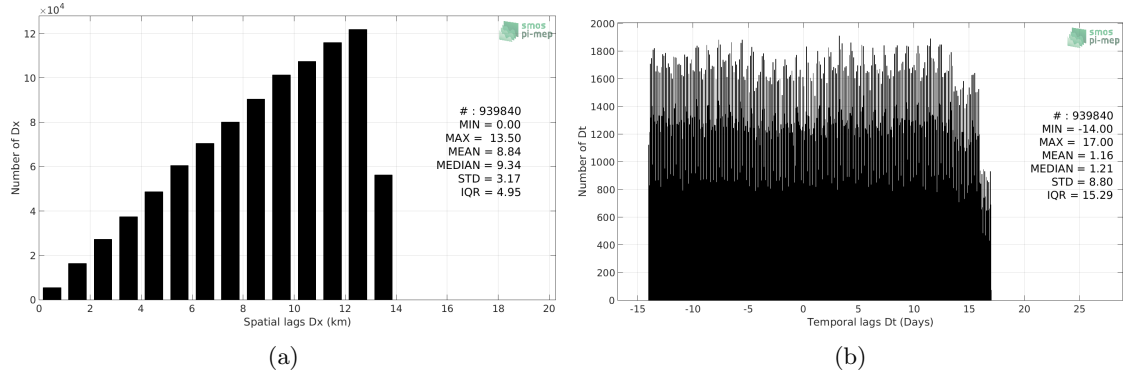 ×10⁴
12
10
8
6
4
2
0
0 2 4 6 8 10 12 14 16 18 20
Number of Dx
Spatial lags Dx (km)
smos
pi-mep
# : 939840
MIN = 0.00
MAX = 13.50
MEAN = 8.84
MEDIAN = 9.34
STD = 3.17
IQR = 4.95
(a)
2000
1800
1600
1400
1200
1000
800
600
400
200
0
-15 -10 -5 0 5 10 15 20 25
Number of Dt
Temporal lags Dt (Days)
smos
pi-mep
# : 939840
MIN = -14.00
MAX = 17.00
MEAN = 1.16
MEDIAN = 1.21
STD = 8.80
IQR = 15.29
(b)